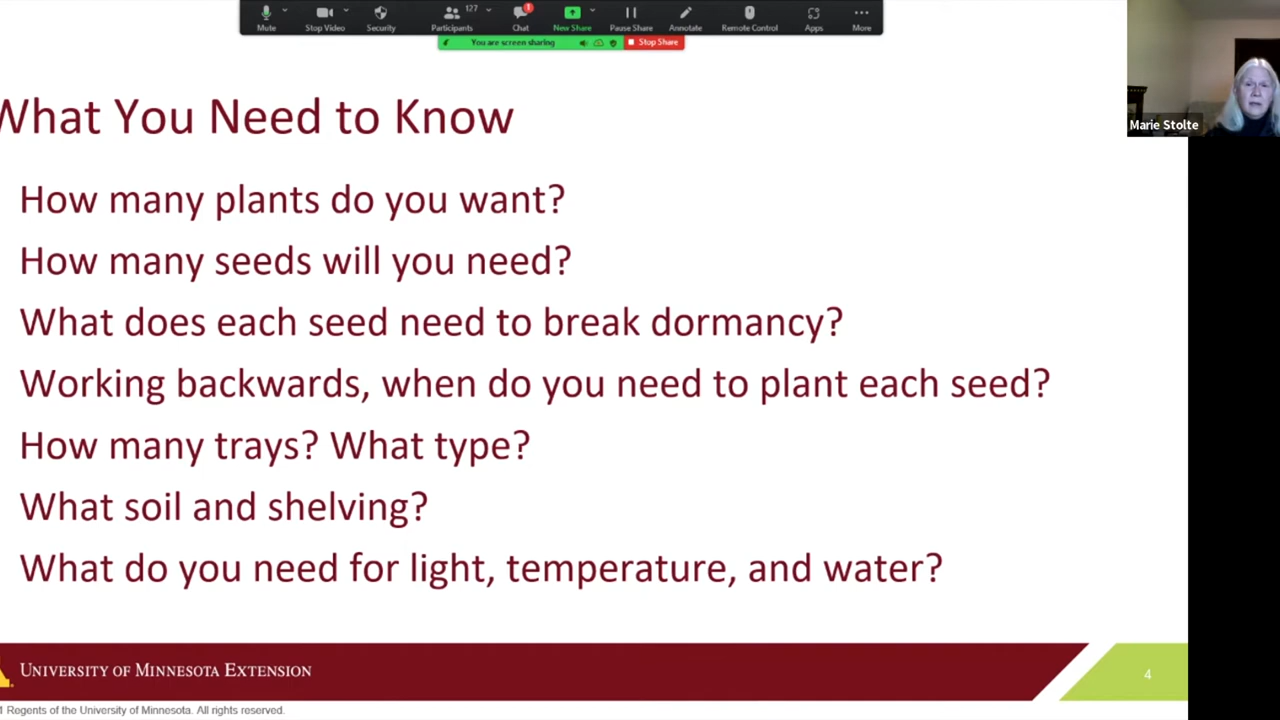 Mute
Stop Video
Security
Participants
127
Chat
1
New Share
Pause Share
Annotate
Remote Control
Apps
More
You are screen sharing
Stop Share
Marie Stolte
What You Need to Know
How many plants do you want?
How many seeds will you need?
What does each seed need to break dormancy?
Working backwards, when do you need to plant each seed?
How many trays? What type?
What soil and shelving?
What do you need for light, temperature, and water?
UNIVERSITY OF MINNESOTA EXTENSION
4
Regents of the University of Minnesota. All rights reserved.